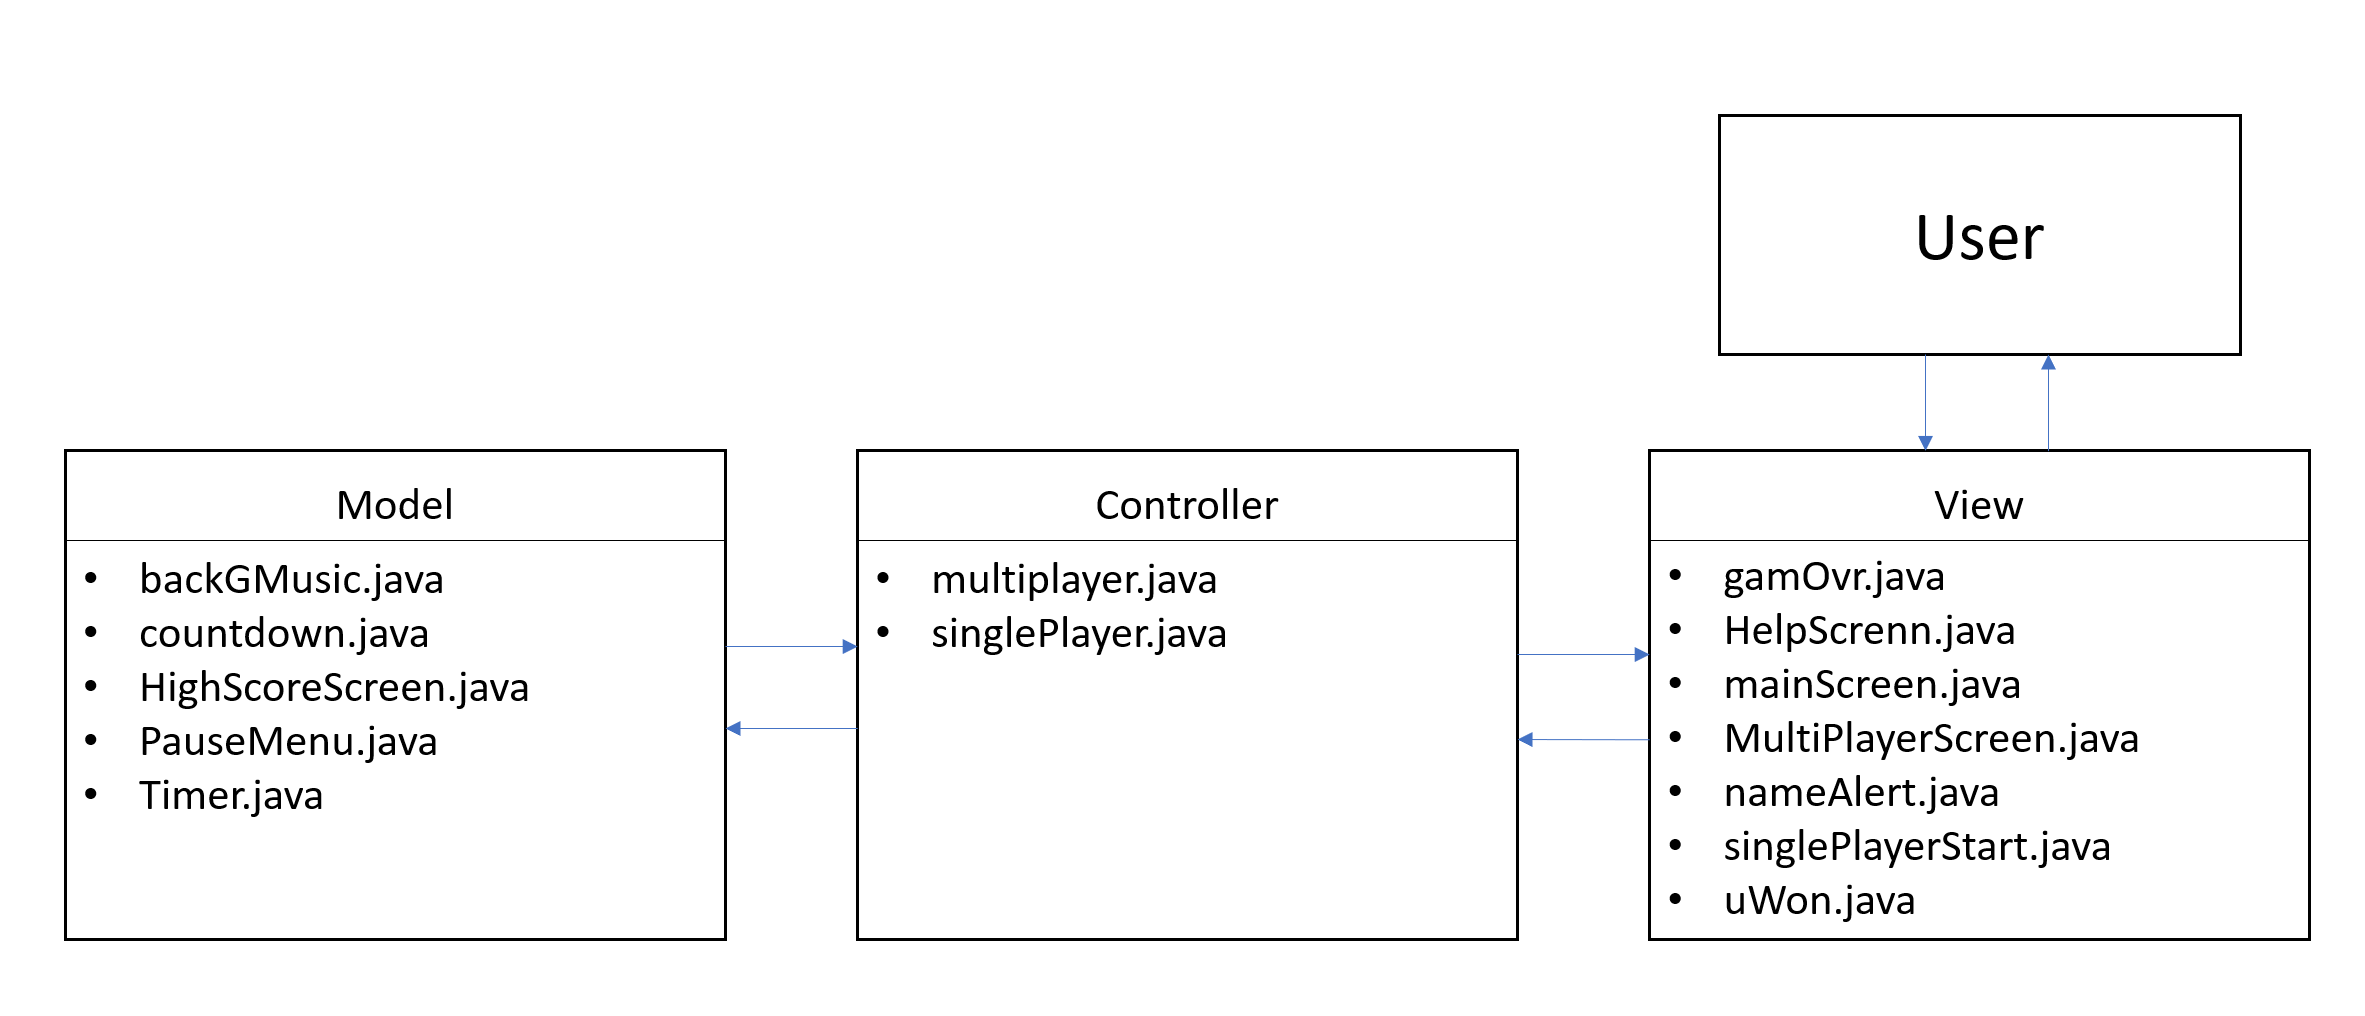 User
Model
• backGMusic.java
• countdown.java
• HighScoreScreen.java
• PauseMenu.java
• Timer.java
Controller
• multiplayer.java
• singlePlayer.java
View
• gamOvr.java
• HelpScrenn.java
• mainScreen.java
• MultiPlayerScreen.java
• nameAlert.java
• singlePlayerStart.java
• uWon.java